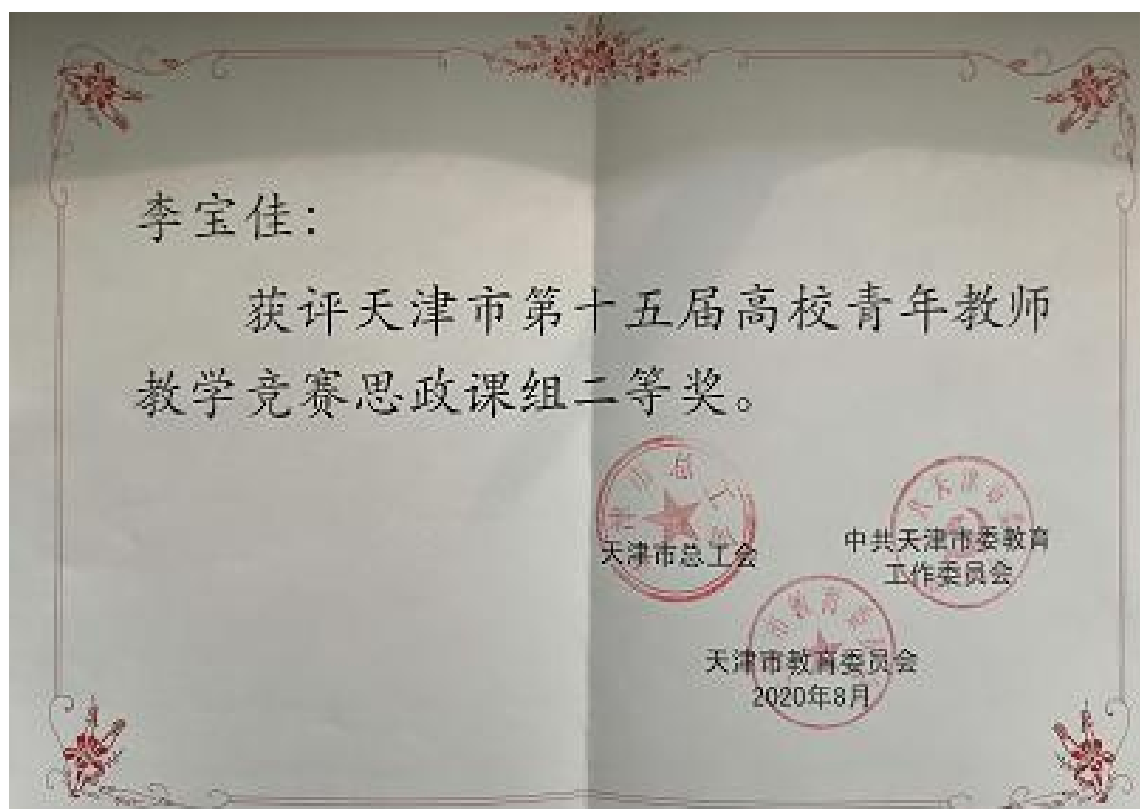 李宝佳：
获评天津市第十五届高校青年教师
教学竞赛思政课组二等奖。
天津市总工会
中共天津市委教育
工作委员会
天津市教育委员会
2020年8月